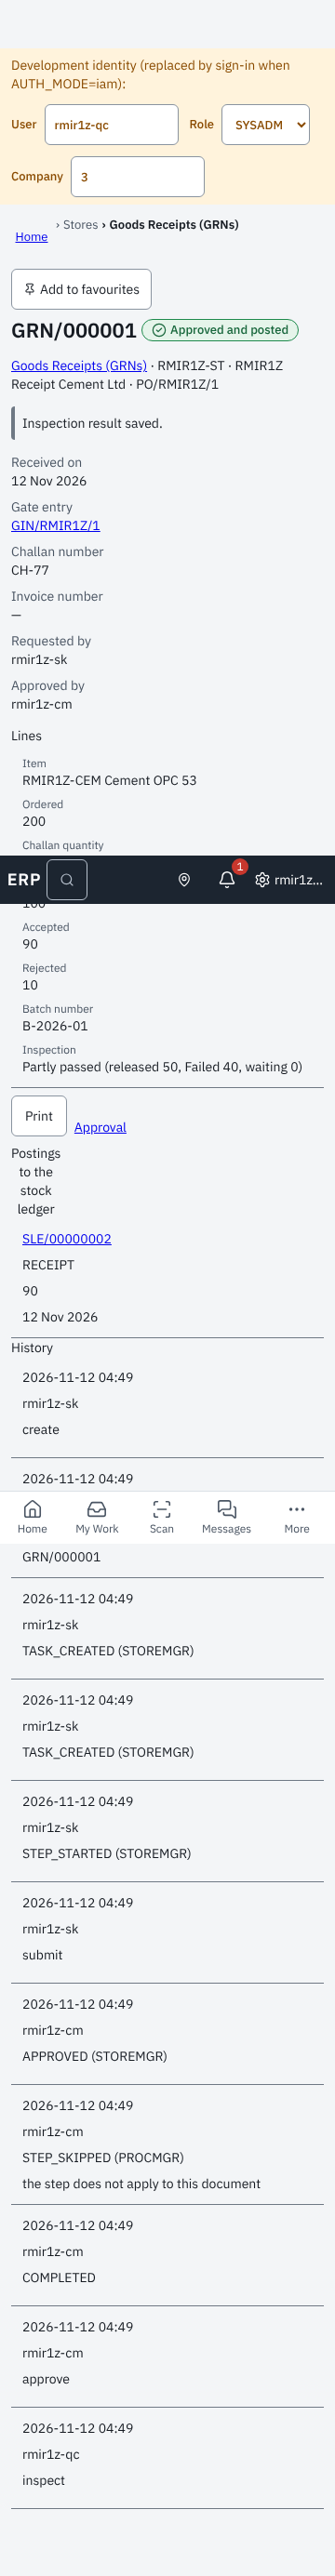 Development identity (replaced by sign-in when
AUTH_MODE=iam):
User rmir1z-qc Role SYSADM
Company 3
Home › Stores › Goods Receipts (GRNs)
Add to favourites
GRN/000001 Approved and posted
Goods Receipts (GRNs) · RMIR1Z-ST · RMIR1Z
Receipt Cement Ltd · PO/RMIR1Z/1
Inspection result saved.
Received on
12 Nov 2026
Gate entry
GIN/RMIR1Z/1
Challan number
CH-77
Invoice number
—
Requested by
rmir1z-sk
Approved by
rmir1z-cm
Lines
Item
RMIR1Z-CEM Cement OPC 53
Ordered
200
Challan quantity
ERP 1 rmir1z...
Accepted
90
Rejected
10
Batch number
B-2026-01
Inspection
Partly passed (released 50, Failed 40, waiting 0)
Print Approval
Postings
to the
stock
ledger
SLE/00000002
RECEIPT
90
12 Nov 2026
History
2026-11-12 04:49
rmir1z-sk
create
2026-11-12 04:49
Home My Work Scan Messages More
GRN/000001
2026-11-12 04:49
rmir1z-sk
TASK_CREATED (STOREMGR)
2026-11-12 04:49
rmir1z-sk
TASK_CREATED (STOREMGR)
2026-11-12 04:49
rmir1z-sk
STEP_STARTED (STOREMGR)
2026-11-12 04:49
rmir1z-sk
submit
2026-11-12 04:49
rmir1z-cm
APPROVED (STOREMGR)
2026-11-12 04:49
rmir1z-cm
STEP_SKIPPED (PROCMGR)
the step does not apply to this document
2026-11-12 04:49
rmir1z-cm
COMPLETED
2026-11-12 04:49
rmir1z-cm
approve
2026-11-12 04:49
rmir1z-qc
inspect